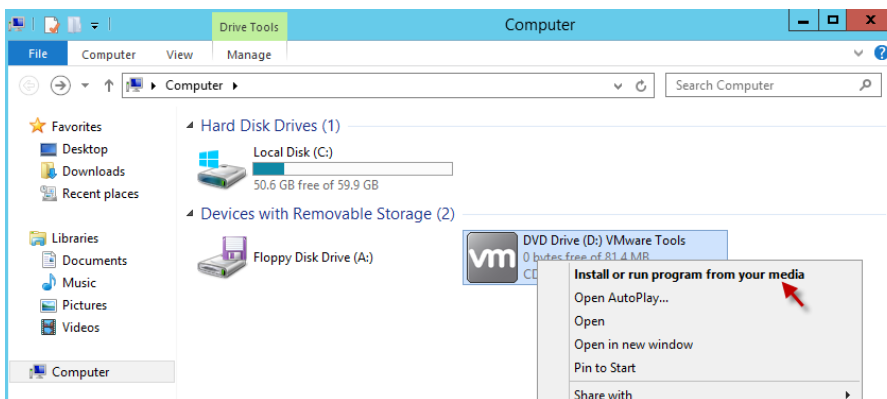 Drive Tools
Computer
File
Computer
View
Manage
Computer
Search Computer
Favorites
Desktop
Downloads
Recent places
Libraries
Documents
Music
Pictures
Videos
Computer
Hard Disk Drives (1)
Local Disk (C:)
50.6 GB free of 59.9 GB
Devices with Removable Storage (2)
Floppy Disk Drive (A:)
vm
DVD Drive (D:) VMware Tools
0 bytes free of 81.4 MB
Install or run program from your media
Open AutoPlay...
Open
Open in new window
Pin to Start
Share with